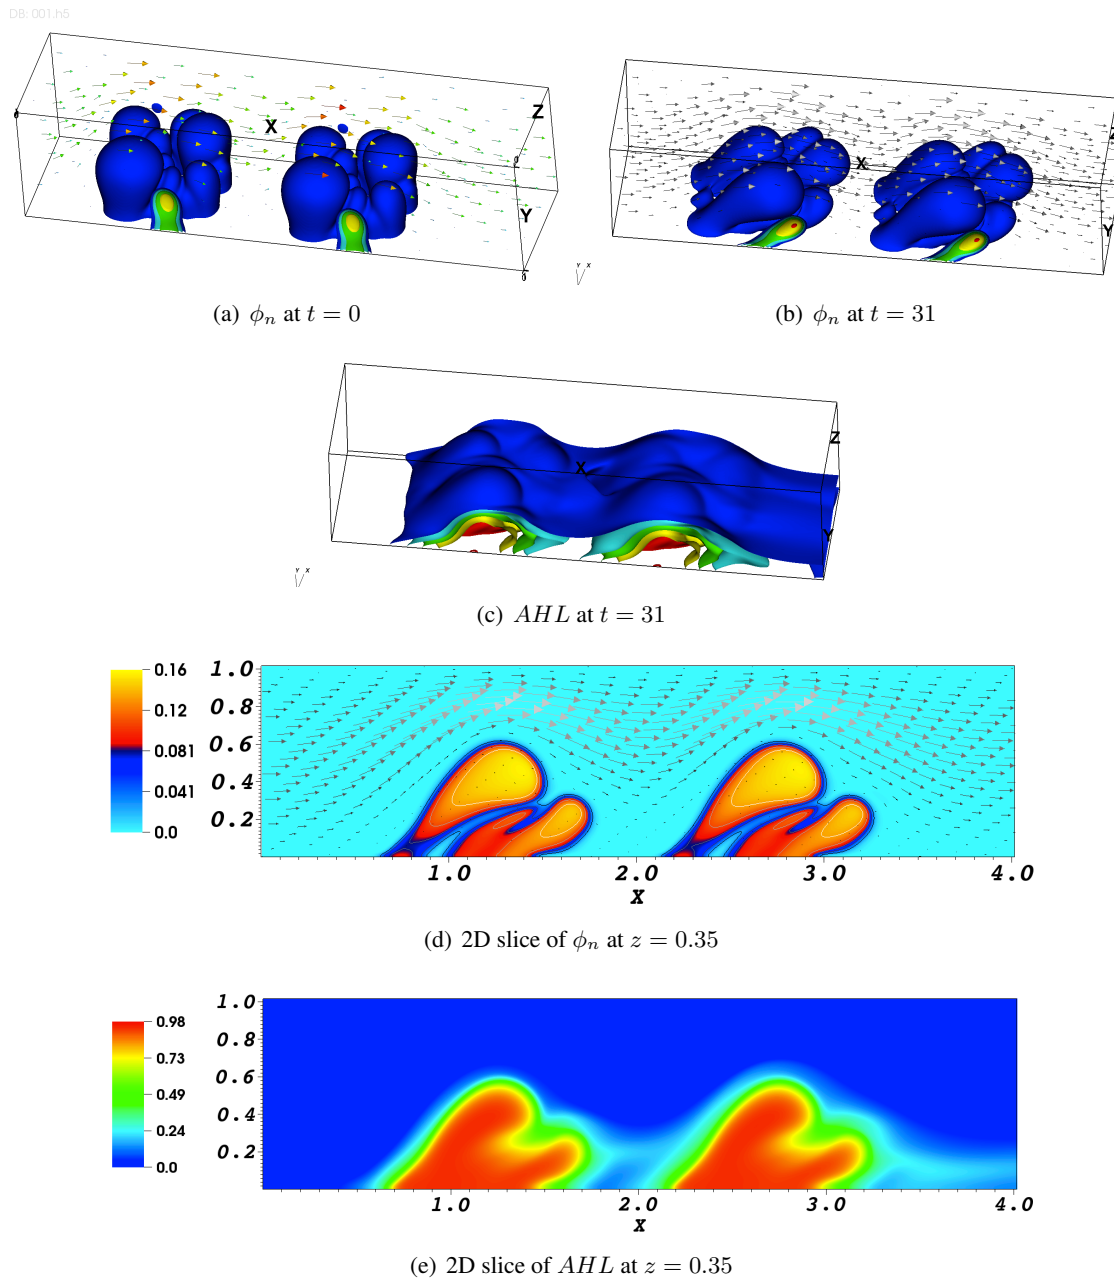 DB: 001.h5
X
Z
Y
X
Y
Y X
(a) ϕn at t = 0
(b) ϕn at t = 31
X
Z
Y
Y X
(c) AHL at t = 31
0.16
0.12
0.081
0.041
0.0
1.0
0.8
0.6
0.4
0.2
1.0 2.0 3.0 4.0
X
(d) 2D slice of ϕn at z = 0.35
0.98
0.73
0.49
0.24
0.0
1.0
0.8
0.6
0.4
0.2
1.0 2.0 3.0 4.0
X
(e) 2D slice of AHL at z = 0.35